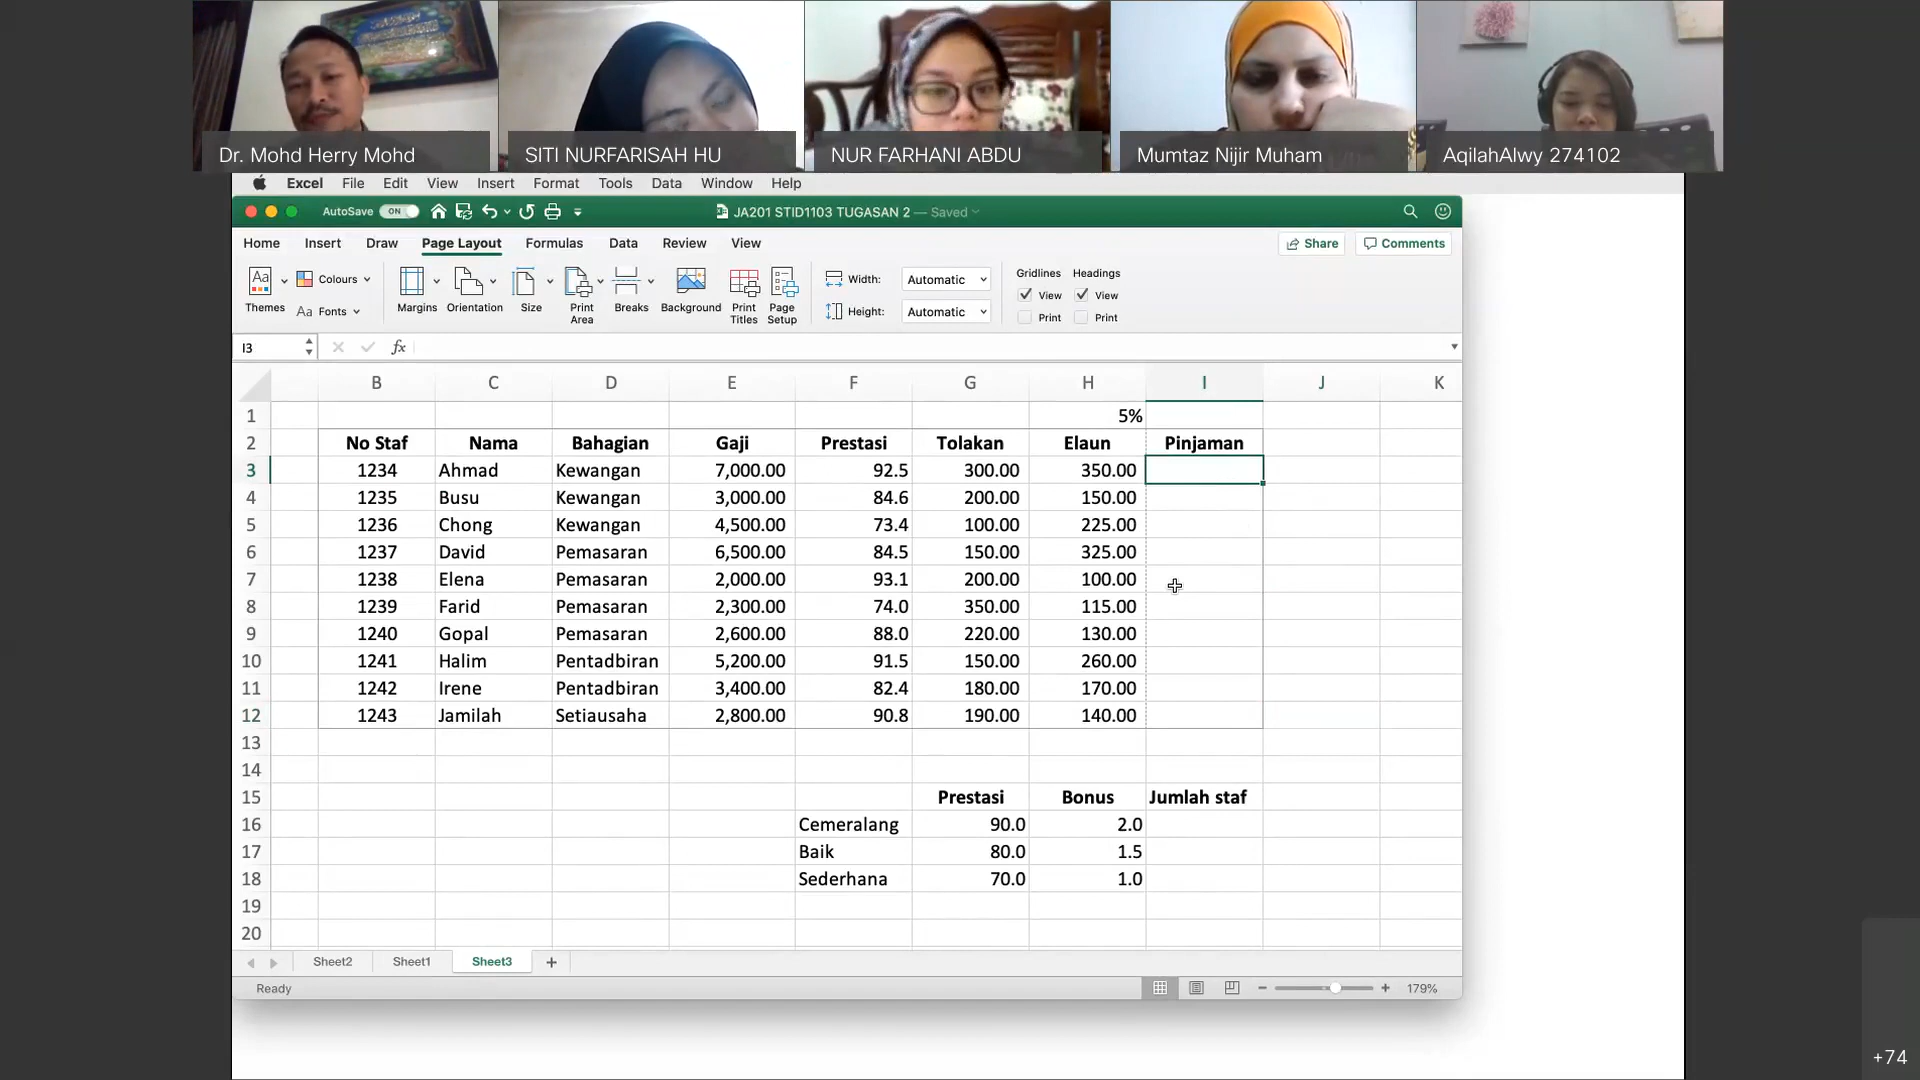 Dr. Mohd Herry Mohd
SITI NURFARISAH HU
NUR FARHANI ABDU
Mumtaz Nijir Muham
AqilahAlwy 274102
Excel File Edit View Insert Format Tools Data Window Help
AutoSave ON JA201 STID1103 TUGASAN 2 — Saved
Home Insert Draw Page Layout Formulas Data Review View Share Comments
Aa Colours Width: Automatic Gridlines Headings
View View
Themes Aa Fonts Margins Orientation Size Print Area Breaks Background Print Titles Page Setup Height: Automatic Print Print
I3 fx
B C D E F G H I J K
1 5%
2 No Staf Nama Bahagian Gaji Prestasi Tolakan Elaun Pinjaman
3 1234 Ahmad Kewangan 7,000.00 92.5 300.00 350.00
4 1235 Busu Kewangan 3,000.00 84.6 200.00 150.00
5 1236 Chong Kewangan 4,500.00 73.4 100.00 225.00
6 1237 David Pemasaran 6,500.00 84.5 150.00 325.00
7 1238 Elena Pemasaran 2,000.00 93.1 200.00 100.00
8 1239 Farid Pemasaran 2,300.00 74.0 350.00 115.00
9 1240 Gopal Pemasaran 2,600.00 88.0 220.00 130.00
10 1241 Halim Pentadbiran 5,200.00 91.5 150.00 260.00
11 1242 Irene Pentadbiran 3,400.00 82.4 180.00 170.00
12 1243 Jamilah Setiausaha 2,800.00 90.8 190.00 140.00
13
14
15 Prestasi Bonus Jumlah staf
16 Cemeralang 90.0 2.0
17 Baik 80.0 1.5
18 Sederhana 70.0 1.0
19
20
Sheet2 Sheet1 Sheet3 +
Ready 179%
+74